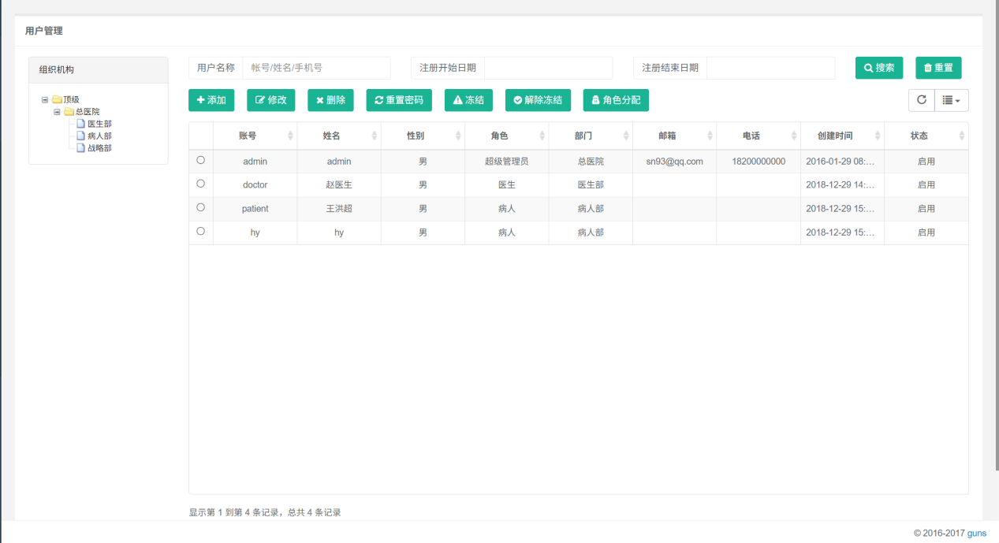 用户管理
组织机构
顶级
总医院
医生部
病人部
战略部
用户名称 帐号/姓名/手机号 注册开始日期 注册结束日期 搜索 重置
添加 修改 删除 重置密码 冻结 解除冻结 角色分配
账号 姓名 性别 角色 部门 邮箱 电话 创建时间 状态
admin admin 男 超级管理员 总医院 sn93@qq.com 18200000000 2016-01-29 08:... 启用
doctor 赵医生 男 医生 医生部 2018-12-29 14:... 启用
patient 王洪超 男 病人 病人部 2018-12-29 15:... 启用
hy hy 男 病人 病人部 2018-12-29 15:... 启用
显示第 1 到第 4 条记录，总共 4 条记录
© 2016-2017 guns